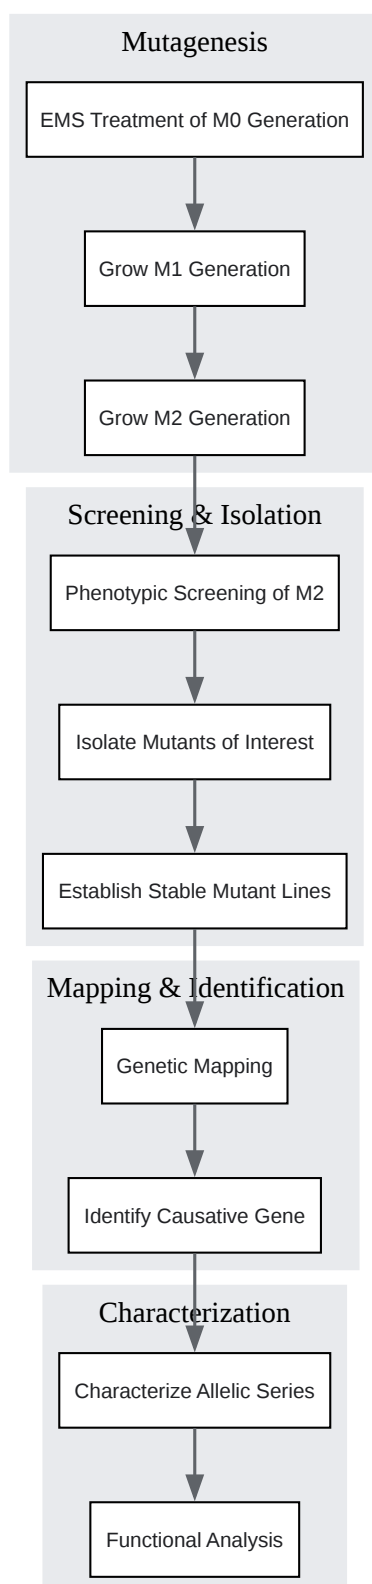 Mutagenesis
EMS Treatment of M0 Generation
Grow M1 Generation
Grow M2 Generation
Screening & Isolation
Phenotypic Screening of M2
Isolate Mutants of Interest
Establish Stable Mutant Lines
Mapping & Identification
Genetic Mapping
Identify Causative Gene
Characterization
Characterize Allelic Series
Functional Analysis